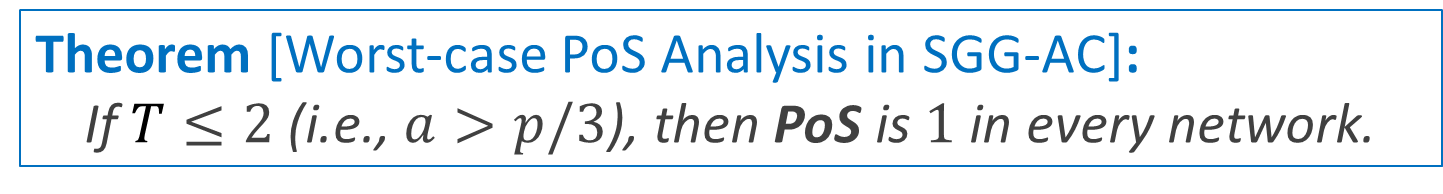 Theorem [Worst-case PoS Analysis in SGG-AC]:
If T ≤ 2 (i.e., a > p/3), then PoS is 1 in every network.